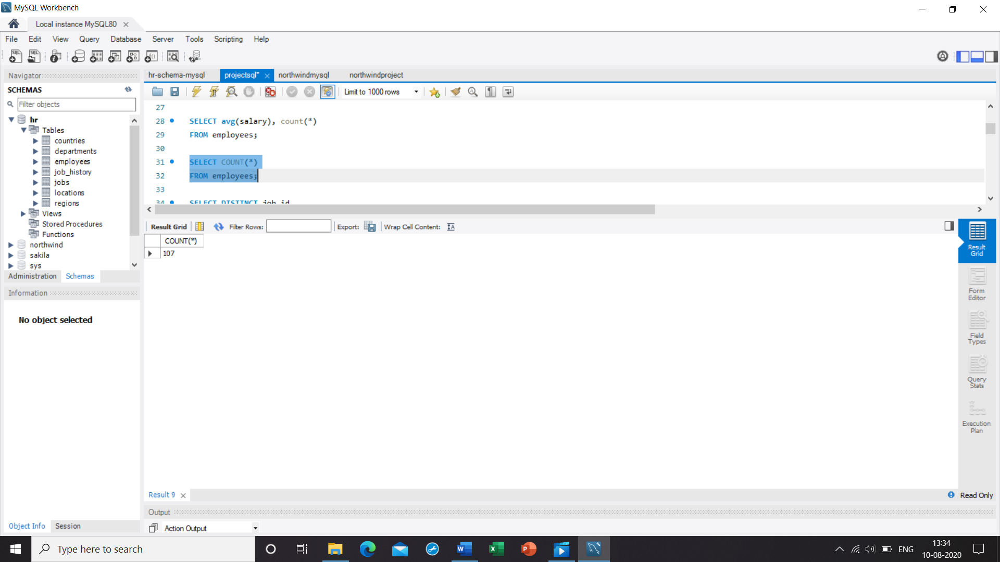 MySQL Workbench
Local instance MySQL80
File Edit View Query Database Server Tools Scripting Help
Navigator
SCHEMAS
Filter objects
hr
Tables
countries
departments
employees
job_history
jobs
locations
regions
Views
Stored Procedures
Functions
northwind
sakila
sys
Administration Schemas
Information
No object selected
Object Info Session
hr-schema-mysql projectsql* northwindmysql northwindproject
Limit to 1000 rows
27
28 SELECT avg(salary), count(*)
29 FROM employees;
30
31 SELECT COUNT(*)
32 FROM employees;
33
34 SELECT DISTINCT job_id
Result Grid Filter Rows: Export: Wrap Cell Content:
COUNT(*)
107
Result
Grid
Form
Editor
Field
Types
Query
Stats
Execution
Plan
Result 9 Read Only
Output
Action Output
Type here to search
ENG
13:34
10-08-2020